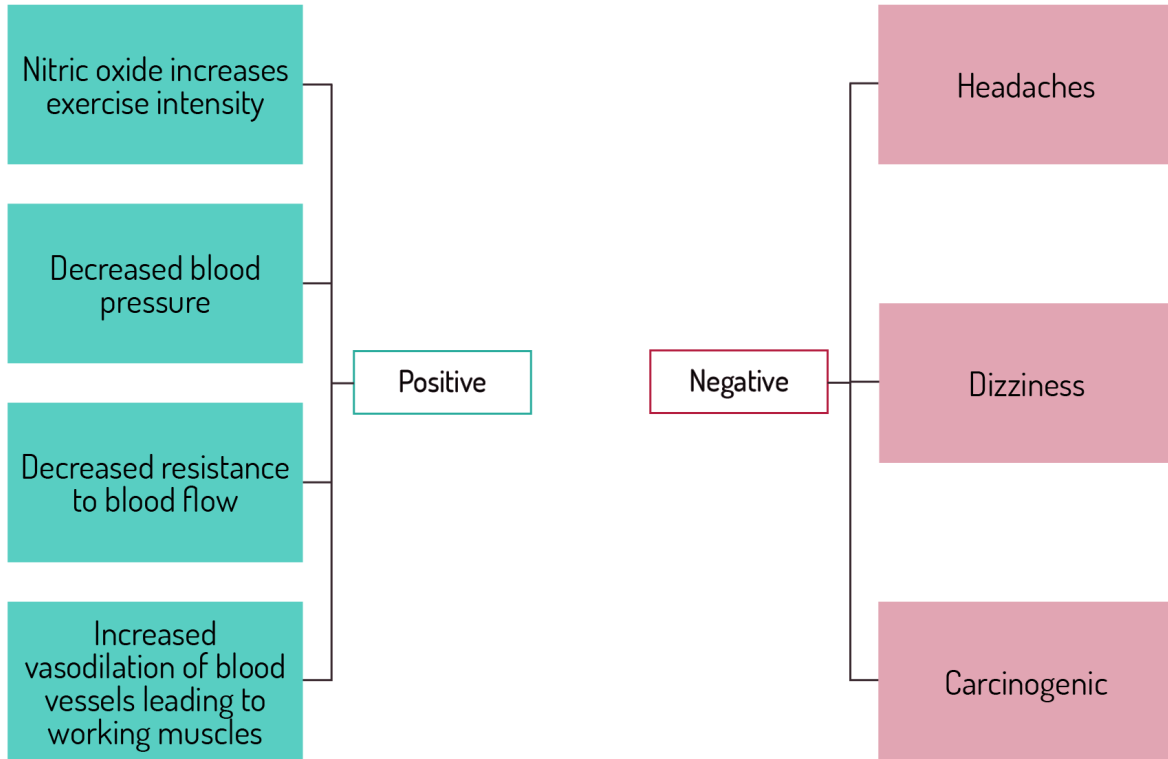 Nitric oxide increases
exercise intensity
Decreased blood
pressure
Decreased resistance
to blood flow
Increased
vasodilation of blood
vessels leading to
working muscles
Positive
Negative
Headaches
Dizziness
Carcinogenic